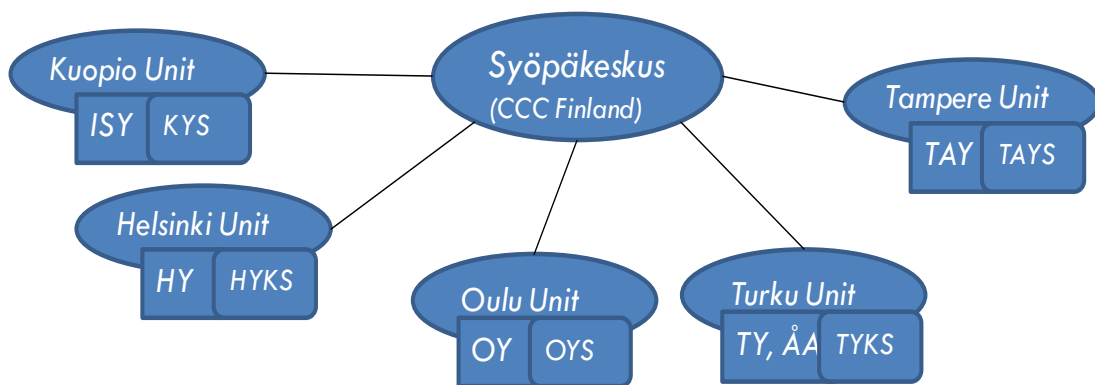 Syöpäkeskus
(CCC Finland)
Kuopio Unit
ISY KYS
Tampere Unit
TAY TAYS
Helsinki Unit
HY HYKS
Oulu Unit
OY OYS
Turku Unit
TY, ÅA TYKS